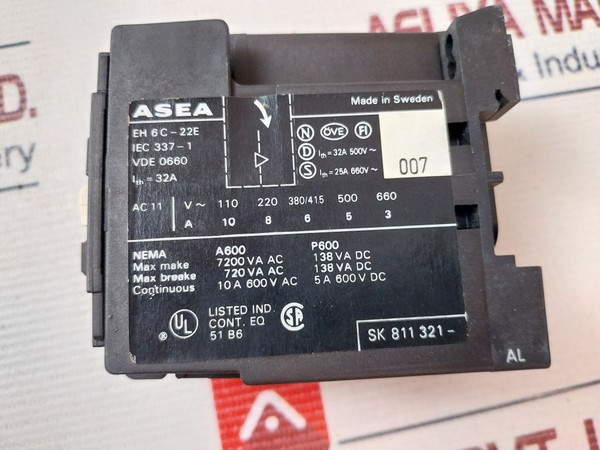 ASEA
Made in Sweden
EH 6 C - 22E
IEC 337 - 1
VDE 0660
Ith = 32A
N ÖVE FI
D Ith = 32A 500V ~
S Ith = 25A 660V ~
007
AC 11 V ~ 110 220 380/415 500 660
A 10 8 6 5 3
NEMA A600 P600
Max make 7200 VA AC 138 VA DC
Max breake 720 VA AC 138 VA DC
Continuous 10 A 600 V AC 5 A 600 V DC
UL ® LISTED IND. CONT. EQ 51 B6 SA
SK 811 321 -
AL